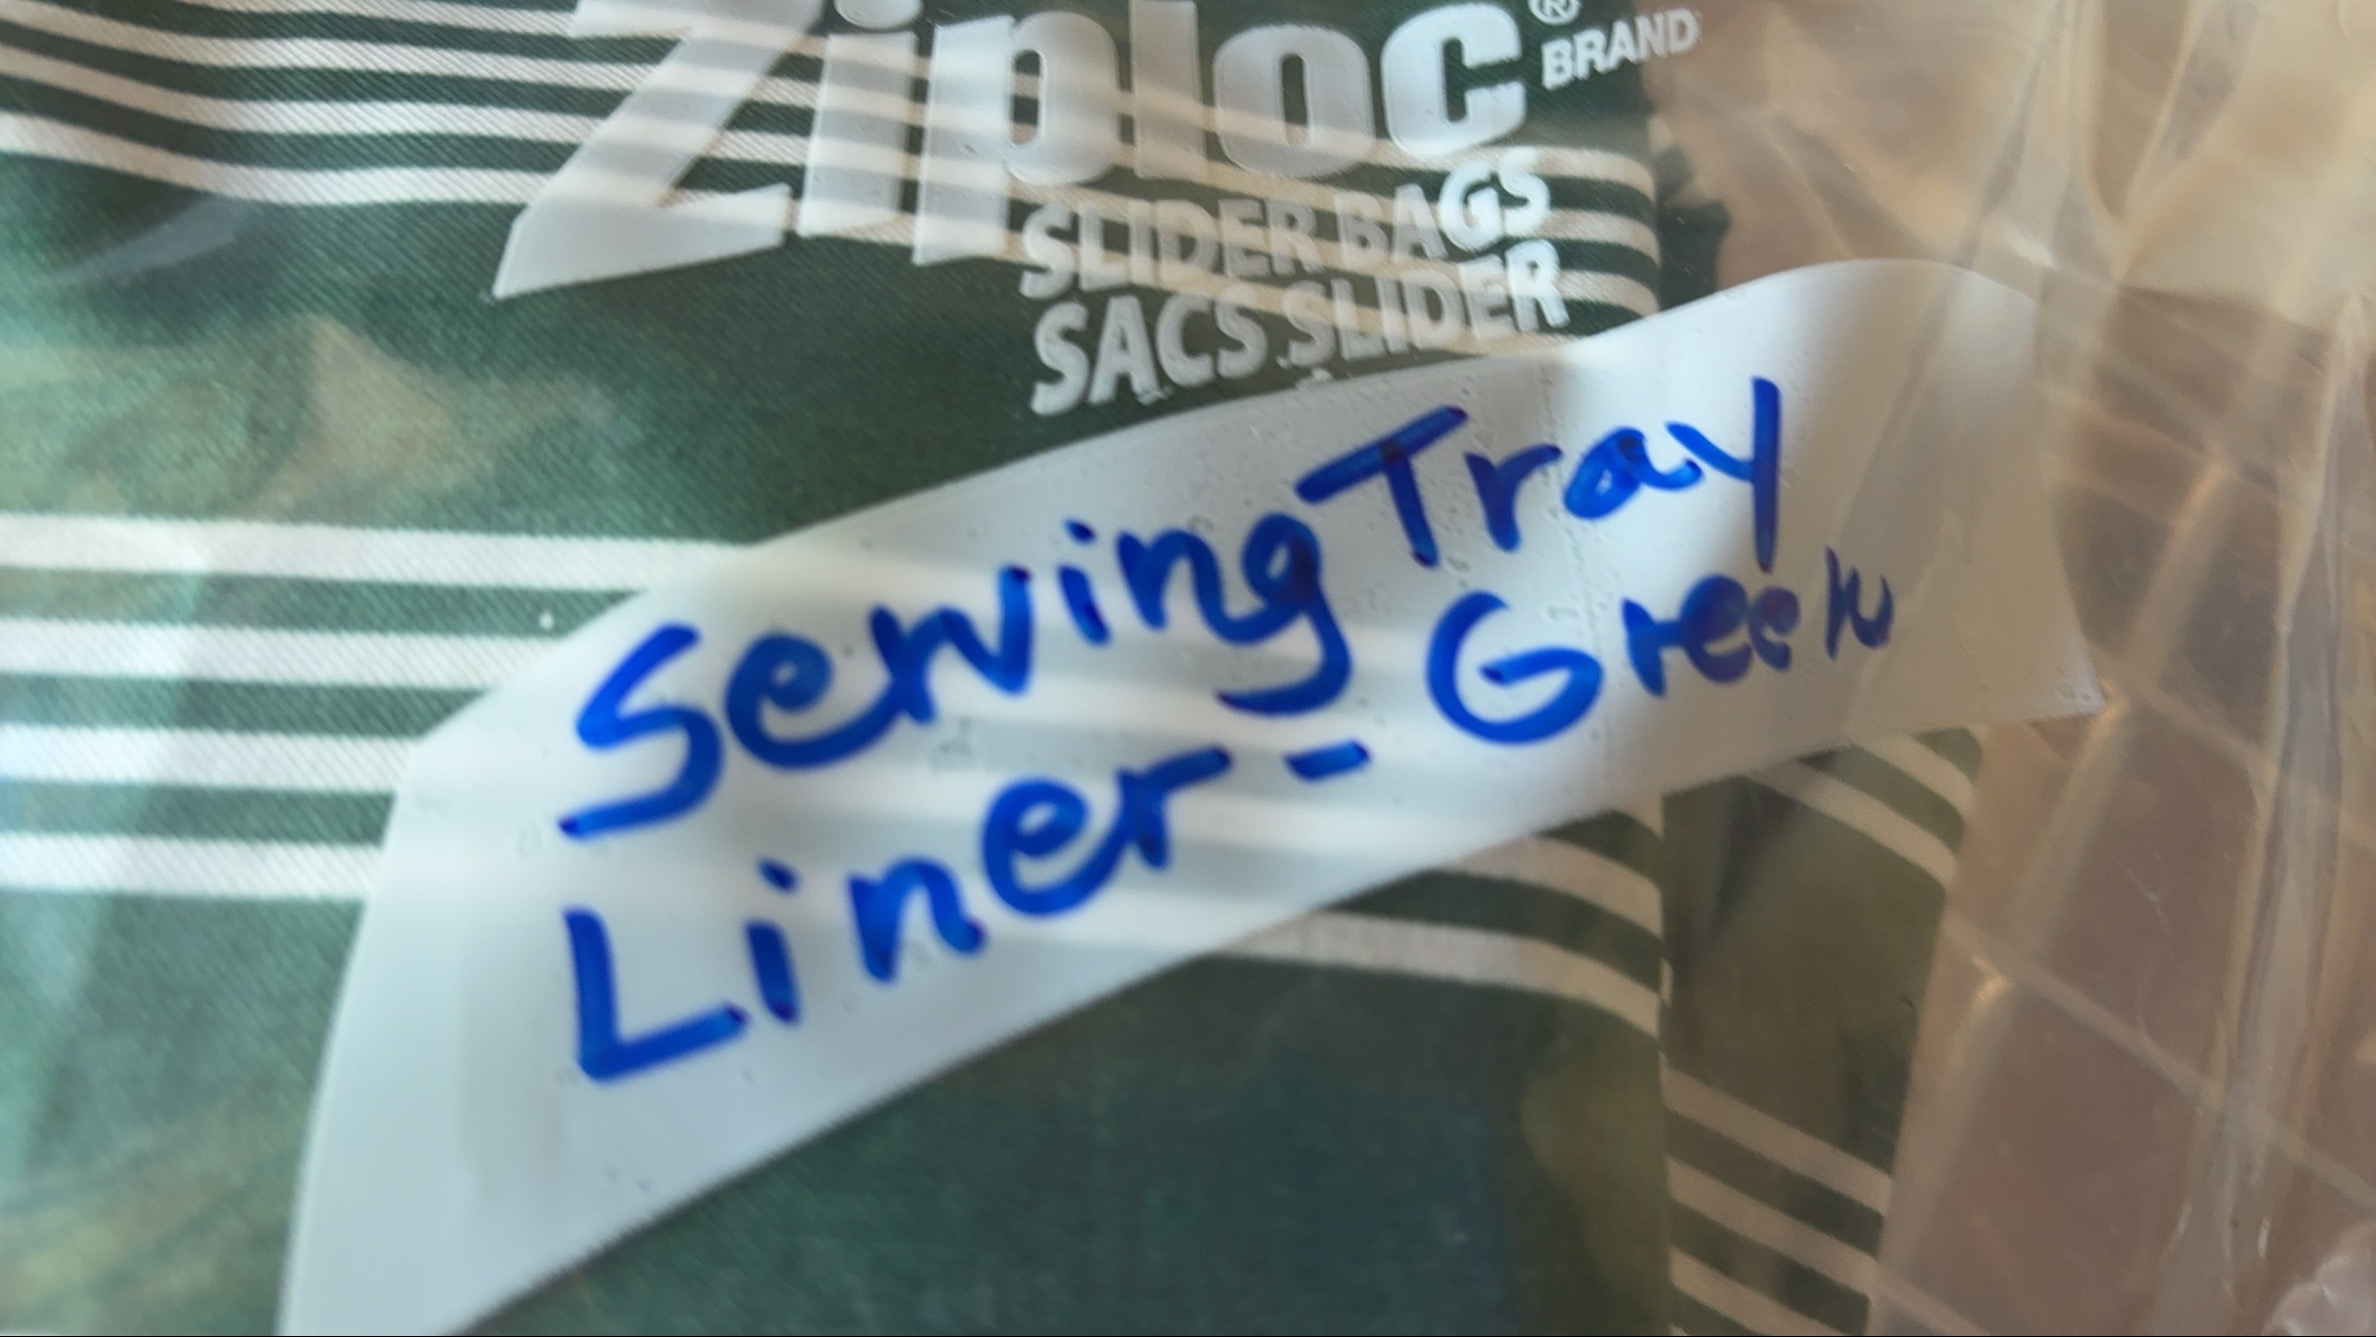 Ziploc® BRAND
SLIDER BAGS
SACS SLIDER
Serving Tray
Liner - Green